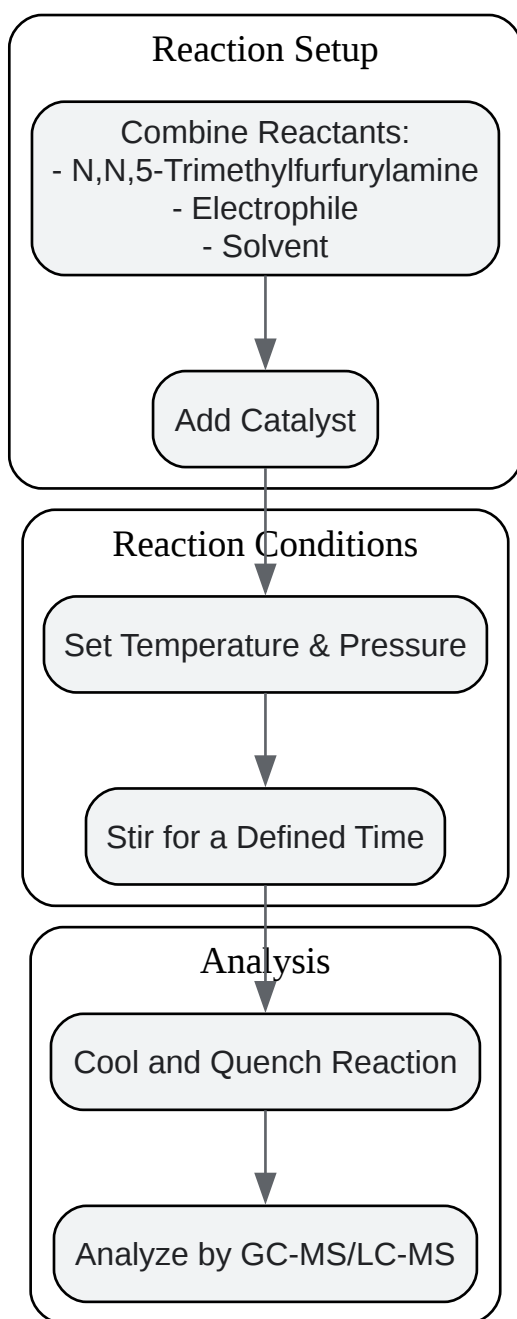 Reaction Setup
Combine Reactants:
- N,N,5-Trimethylfurfurylamine
- Electrophile
- Solvent
Add Catalyst
Reaction Conditions
Set Temperature & Pressure
Stir for a Defined Time
Analysis
Cool and Quench Reaction
Analyze by GC-MS/LC-MS